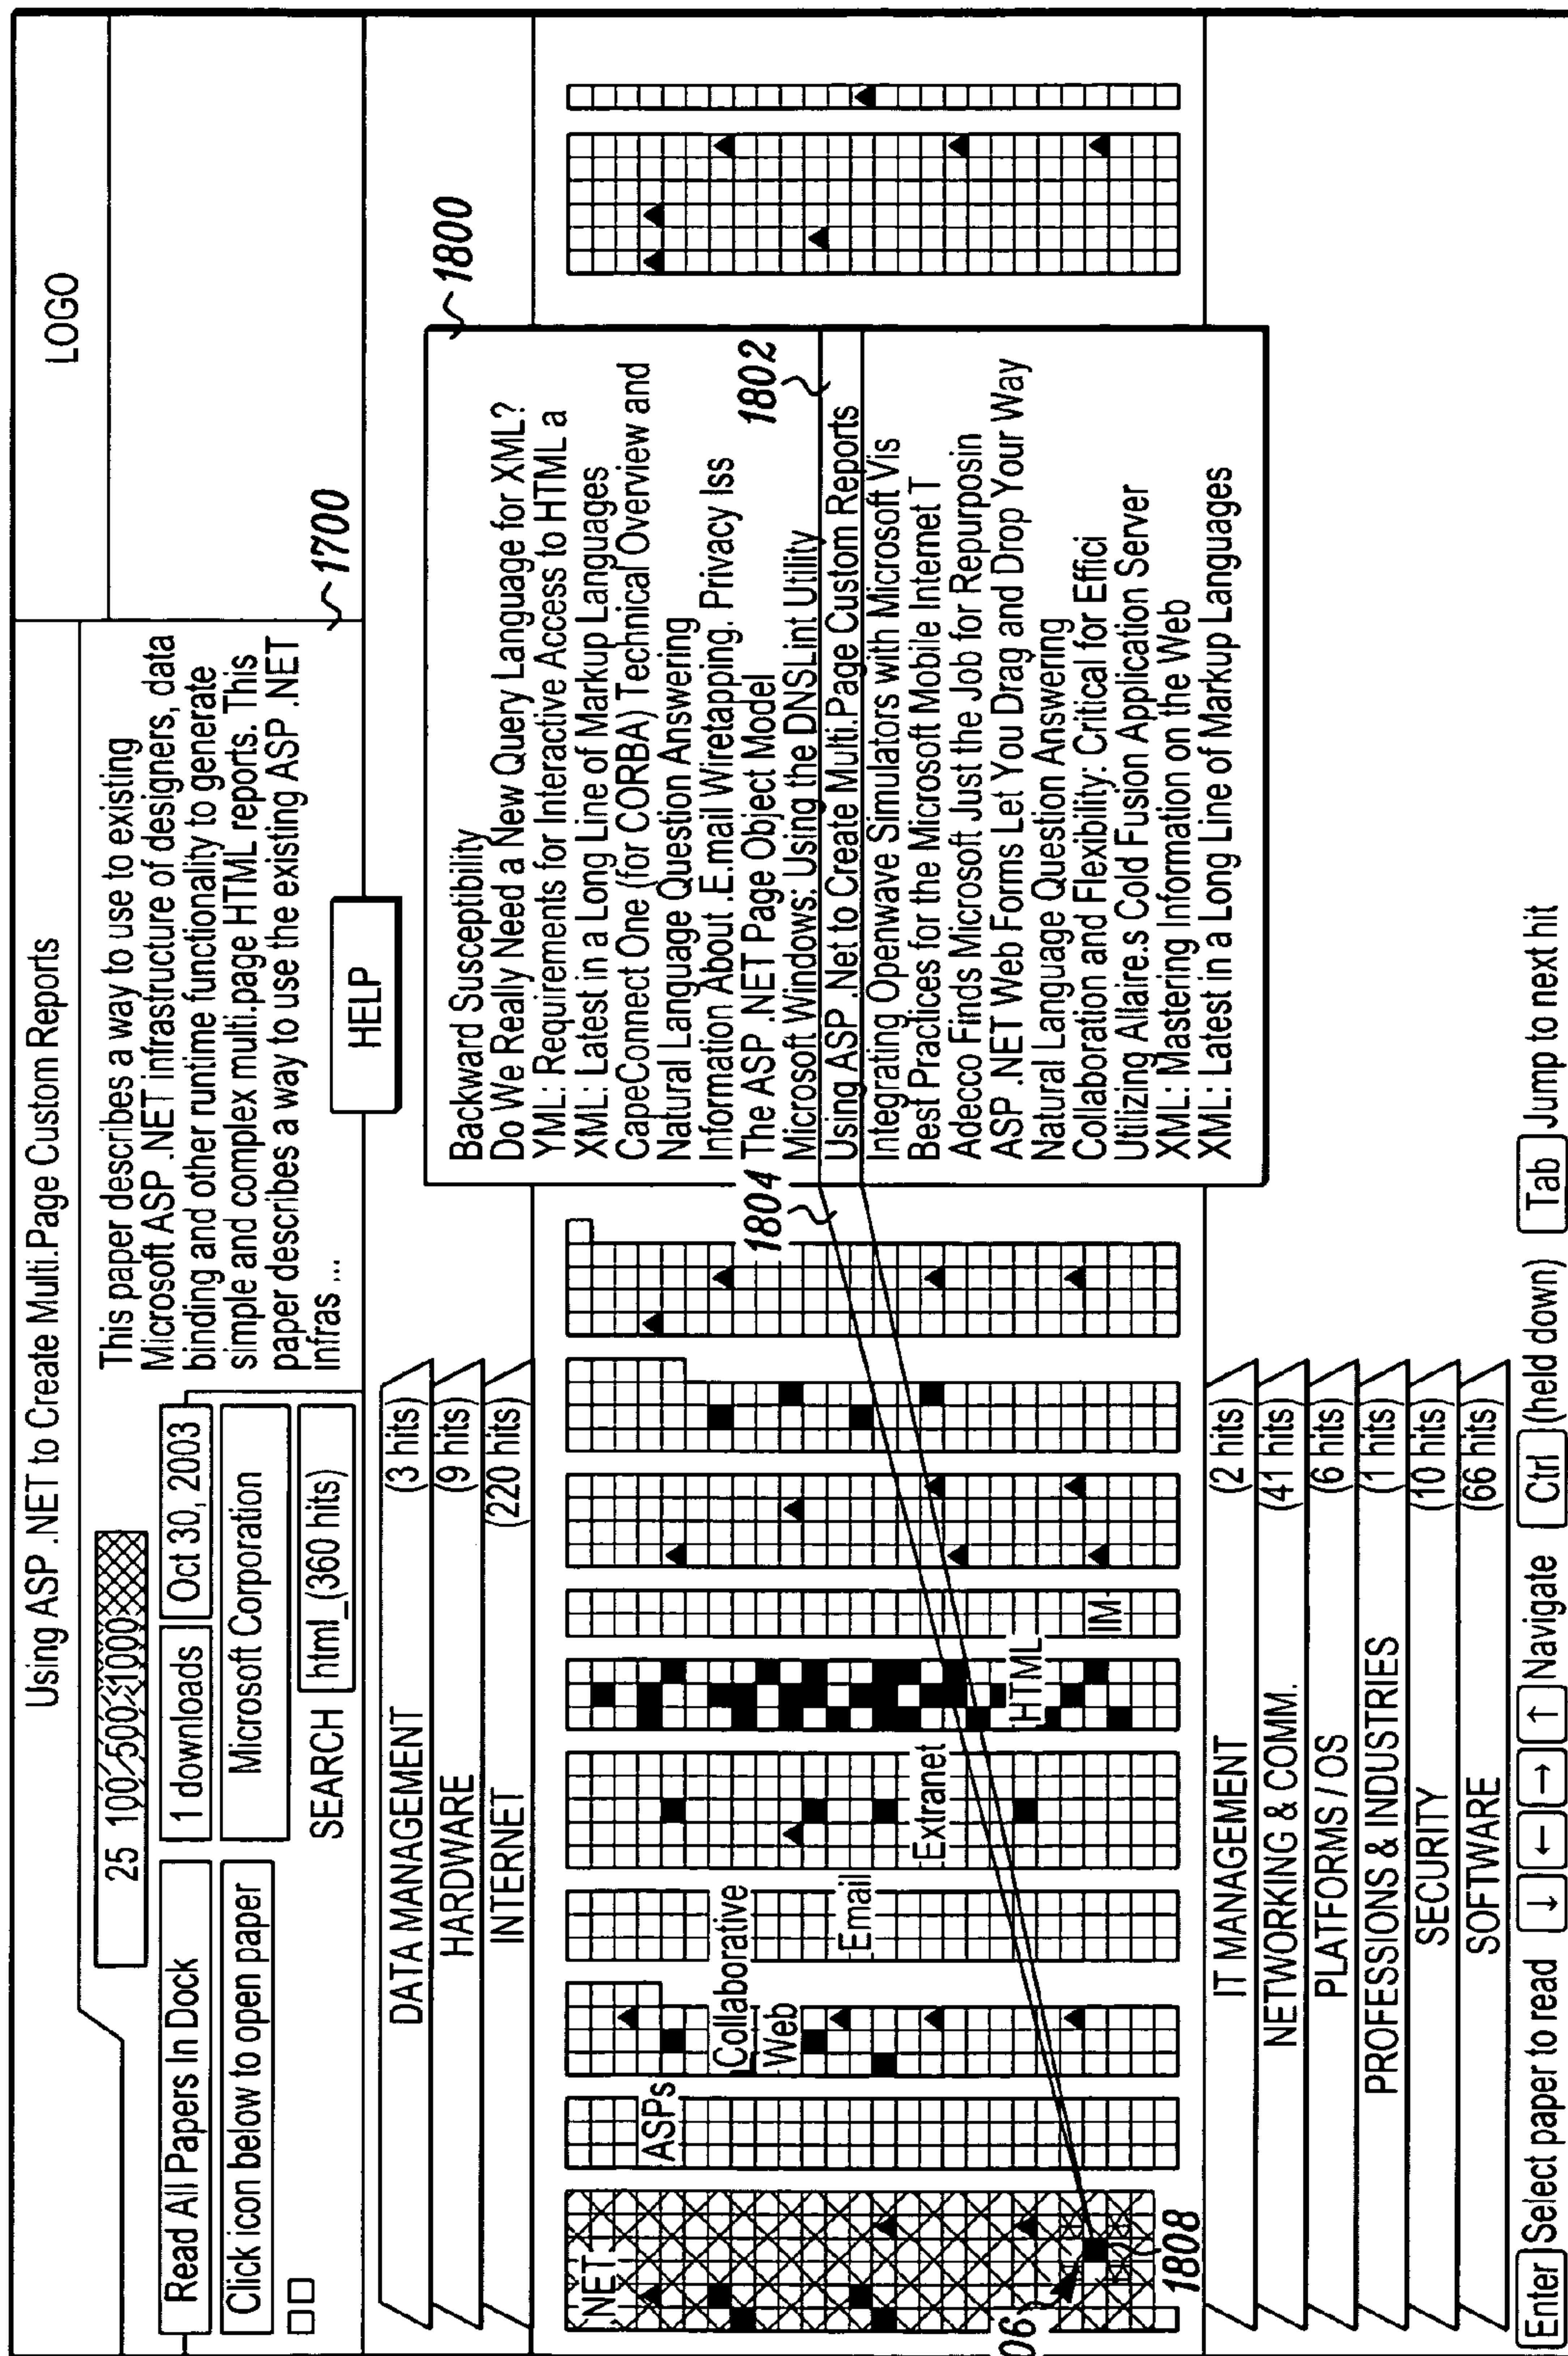 Using ASP .NET to Create Multi.Page Custom Reports
LOGO
25 100 500 1000
Read All Papers In Dock
1 downloads
Oct 30, 2003
Click icon below to open paper
Microsoft Corporation
SEARCH
html_(360 hits)
This paper describes a way to use to existing
Microsoft ASP .NET infrastructure of designers, data
binding and other runtime functionality to generate
simple and complex multi.page HTML reports. This
paper describes a way to use the existing ASP .NET
infras ...
1700
HELP
DATA MANAGEMENT (3 hits)
HARDWARE (9 hits)
INTERNET (220 hits)
1800
Backward Susceptibility
Do We Really Need a New Query Language for XML?
YML: Requirements for Interactive Access to HTML a
XML: Latest in a Long Line of Markup Languages
CapeConnect One (for CORBA) Technical Overview and
Natural Language Question Answering
Information About .E.mail Wiretapping. Privacy Iss
The ASP .NET Page Object Model
Microsoft Windows: Using the DNSLint Utility
Using ASP .Net to Create Multi.Page Custom Reports
Integrating Openwave Simulators with Microsoft Vis
Best Practices for the Microsoft Mobile Internet T
Adecco Finds Microsoft Just the Job for Repurposin
ASP .NET Web Forms Let You Drag and Drop Your Way
Natural Language Question Answering
Collaboration and Flexibility: Critical for Effici
Utilizing Allaire.s Cold Fusion Application Server
XML: Mastering Information on the Web
XML: Latest in a Long Line of Markup Languages
1802
1804
.NET
ASPs
Collaborative
Web
Email
Extranet
HTML
IM
06
1808
IT MANAGEMENT (2 hits)
NETWORKING & COMM. (41 hits)
PLATFORMS / OS (6 hits)
PROFESSIONS & INDUSTRIES (1 hits)
SECURITY (10 hits)
SOFTWARE (66 hits)
Enter Select paper to read ↓ ← → ↑ Navigate Ctrl (held down) Tab Jump to next hit